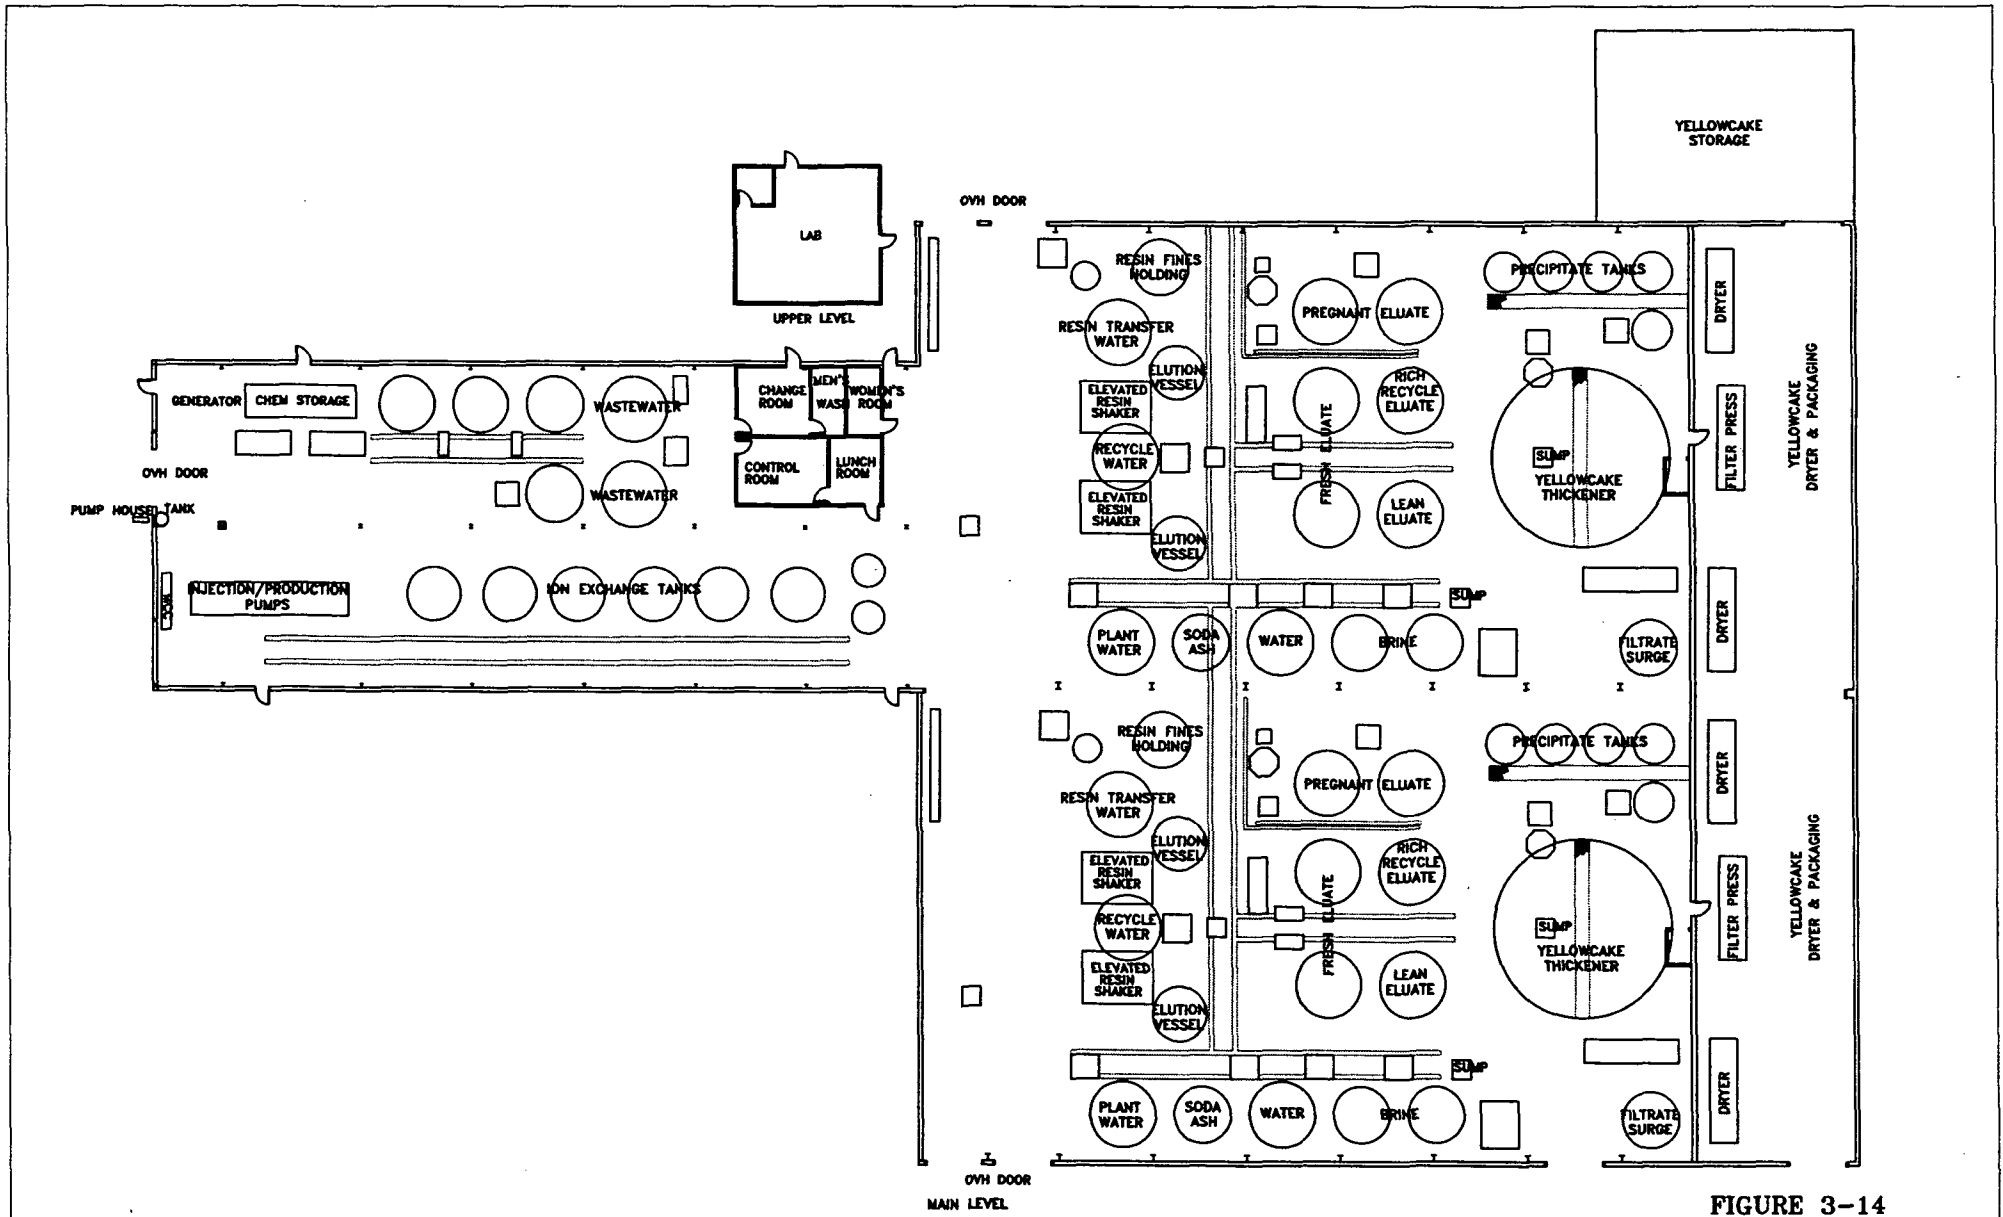 YELLOWCAKE
STORAGE
OVH DOOR
LAB
UPPER LEVEL
GENERATOR
CHEM STORAGE
WASTEWATER
CHANGE
ROOM
MEN'S
WASH
WOMEN'S
ROOM
CONTROL
ROOM
LUNCH
ROOM
OVH DOOR
WASTEWATER
PUMP HOUSE TANK
MCC
INJECTION/PRODUCTION
PUMPS
ION EXCHANGE TANKS
RESIN FINES
HOLDING
RESIN TRANSFER
WATER
ELUTION
VESSEL
ELEVATED
RESIN
SHAKER
RECYCLE
WATER
ELEVATED
RESIN
SHAKER
ELUTION
VESSEL
PREGNANT ELUATE
RICH
RECYCLE
ELUATE
FRESH ELUATE
LEAN
ELUATE
PRECIPITATE TANKS
SUMP
YELLOWCAKE
THICKENER
DRYER
FILTER PRESS
YELLOWCAKE
DRYER & PACKAGING
SUMP
PLANT
WATER
SODA
ASH
WATER
BRINE
FILTRATE
SURGE
DRYER
RESIN FINES
HOLDING
RESIN TRANSFER
WATER
ELUTION
VESSEL
ELEVATED
RESIN
SHAKER
RECYCLE
WATER
ELEVATED
RESIN
SHAKER
ELUTION
VESSEL
PREGNANT ELUATE
RICH
RECYCLE
ELUATE
FRESH ELUATE
LEAN
ELUATE
PRECIPITATE TANKS
SUMP
YELLOWCAKE
THICKENER
DRYER
FILTER PRESS
YELLOWCAKE
DRYER & PACKAGING
SUMP
PLANT
WATER
SODA
ASH
WATER
BRINE
FILTRATE
SURGE
DRYER
OVH DOOR
MAIN LEVEL
FIGURE 3-14